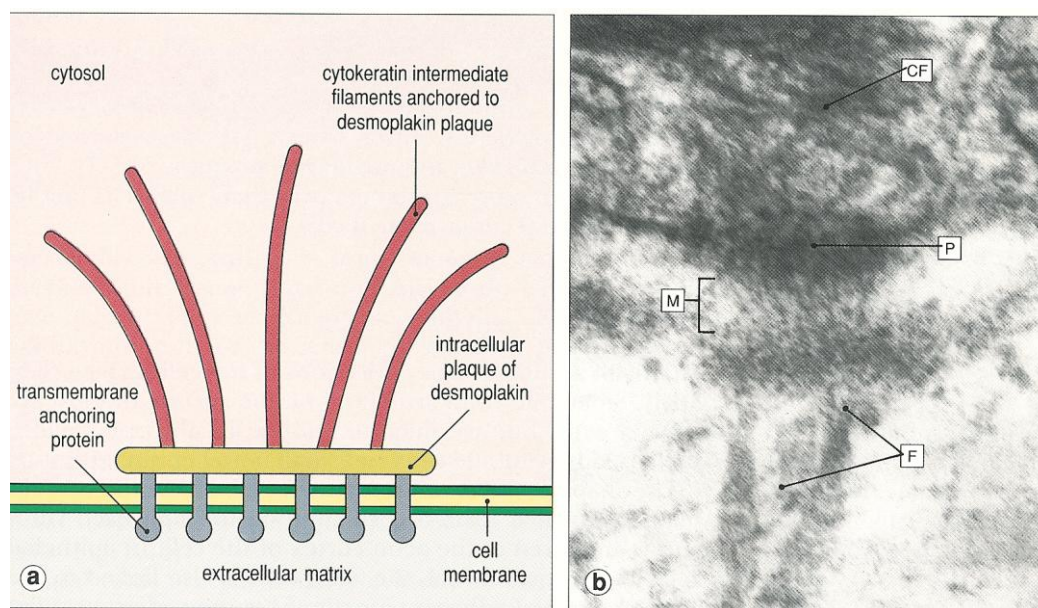 cytosol
cytokeratin intermediate
filaments anchored to
desmoplakin plaque
intracellular
plaque of
desmoplakin
transmembrane
anchoring
protein
cell
membrane
extracellular matrix
a
CF
P
M
F
b